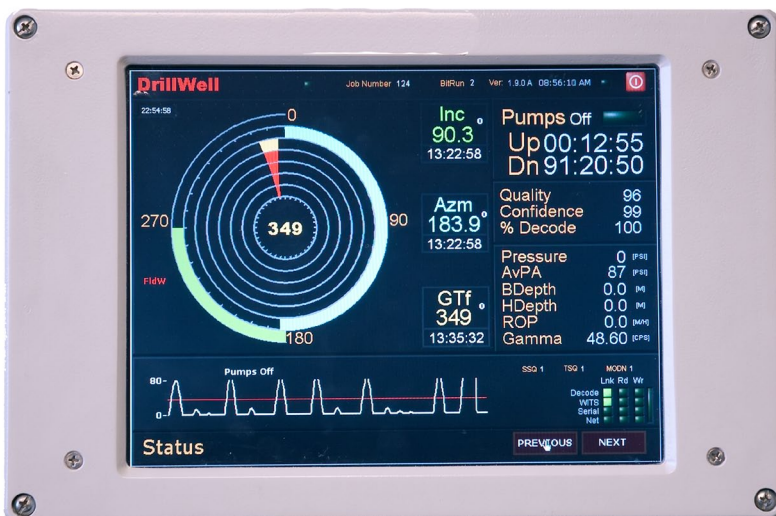 DrillWell
Job Number 124
BitRun 2
Ver: 1.9.0 A 08:56:10 AM
22:54:58
0
90
180
270
349
FldW
Inc °
90.3
13:22:58
Azm
183.9°
13:22:58
GTf °
349
13:35:32
Pumps Off
Up 00:12:55
Dn 91:20:50
Quality 96
Confidence 99
% Decode 100
Pressure 0 [PSI]
AvPA 87 [PSI]
BDepth 0.0 [M]
HDepth 0.0 [M]
ROP 0.0 [M/H]
Gamma 48.60 [CPS]
Pumps Off
80-
0-
SSQ 1 TSQ 1 MODN 1
Lnk Rd Wr
Decode
WITS
Serial
Net
Status
PREVIOUS
NEXT